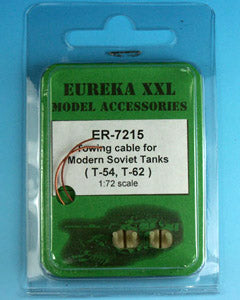 EUREKA XXL
MODEL ACCESSORIES
ER-7215
Towing cable for
Modern Soviet Tanks
( T-54, T-62 )
1:72 scale